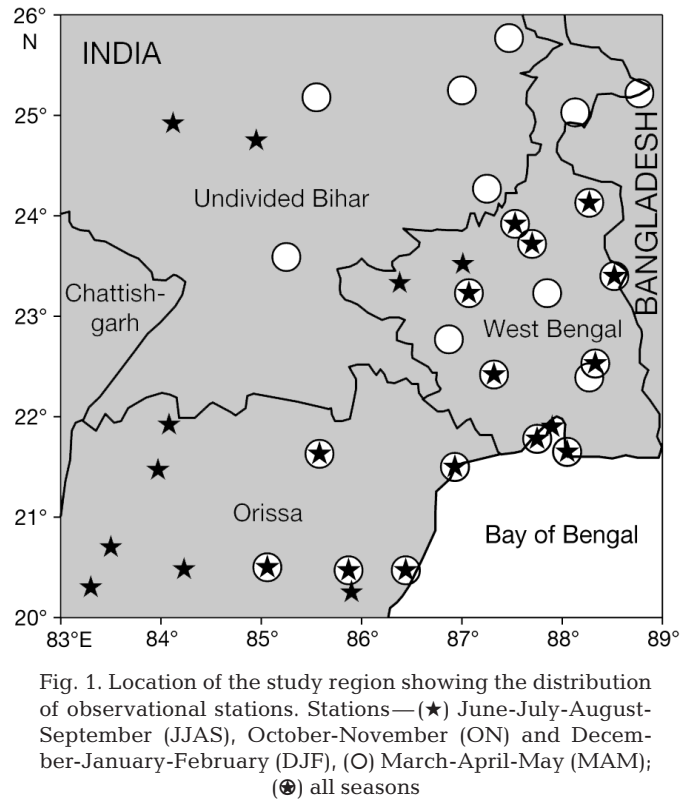 26°
N
INDIA
25°
BANGLADESH
Undivided Bihar
24°
Chattish-
garh
23°
West Bengal
22°
Orissa
21°
Bay of Bengal
20°
83°E 84° 85° 86° 87° 88° 89°
Fig. 1. Location of the study region showing the distribution
of observational stations. Stations—(★) June-July-August-
September (JJAS), October-November (ON) and Decem-
ber-January-February (DJF), (○) March-April-May (MAM);
(✪) all seasons